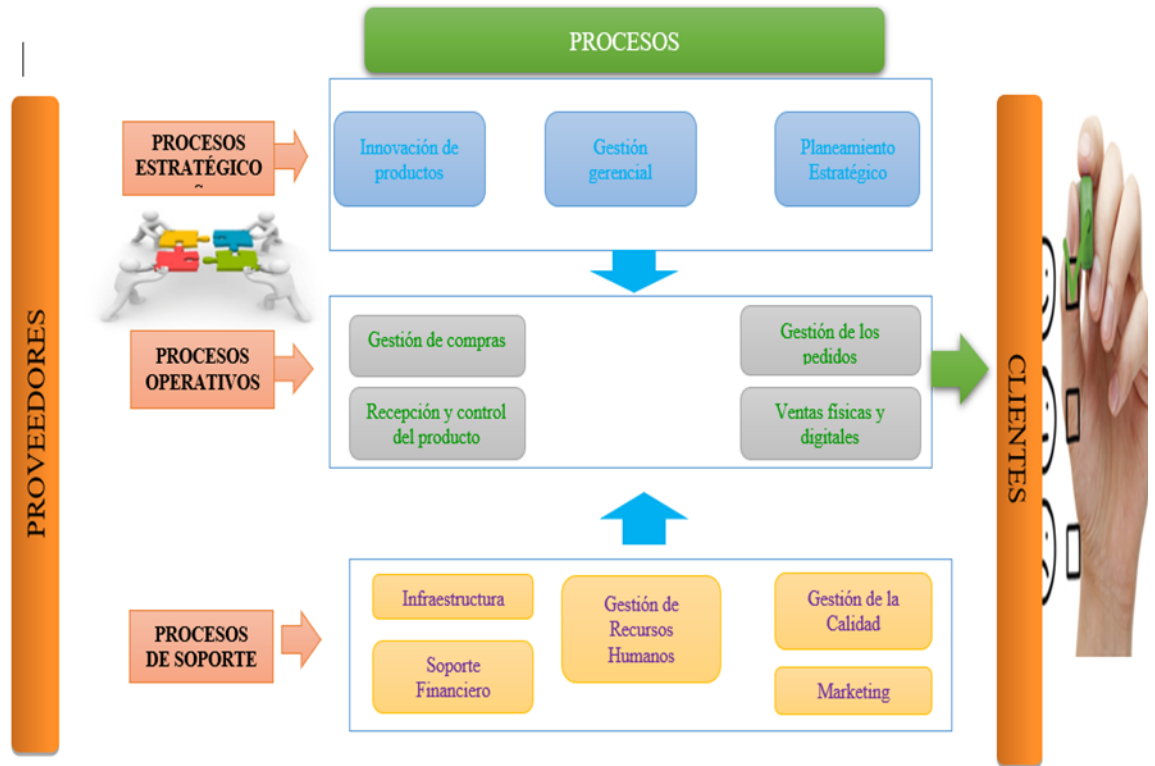 PROCESOS
PROVEEDORES
PROCESOS
ESTRATÉGICO
Innovación de
productos
Gestión
gerencial
Planeamiento
Estratégico
PROCESOS
OPERATIVOS
Gestión de compras
Recepción y control
del producto
Gestión de los
pedidos
Ventas físicas y
digitales
PROCESOS
DE SOPORTE
Infraestructura
Soporte
Financiero
Gestión de
Recursos
Humanos
Gestión de la
Calidad
Marketing
CLIENTES